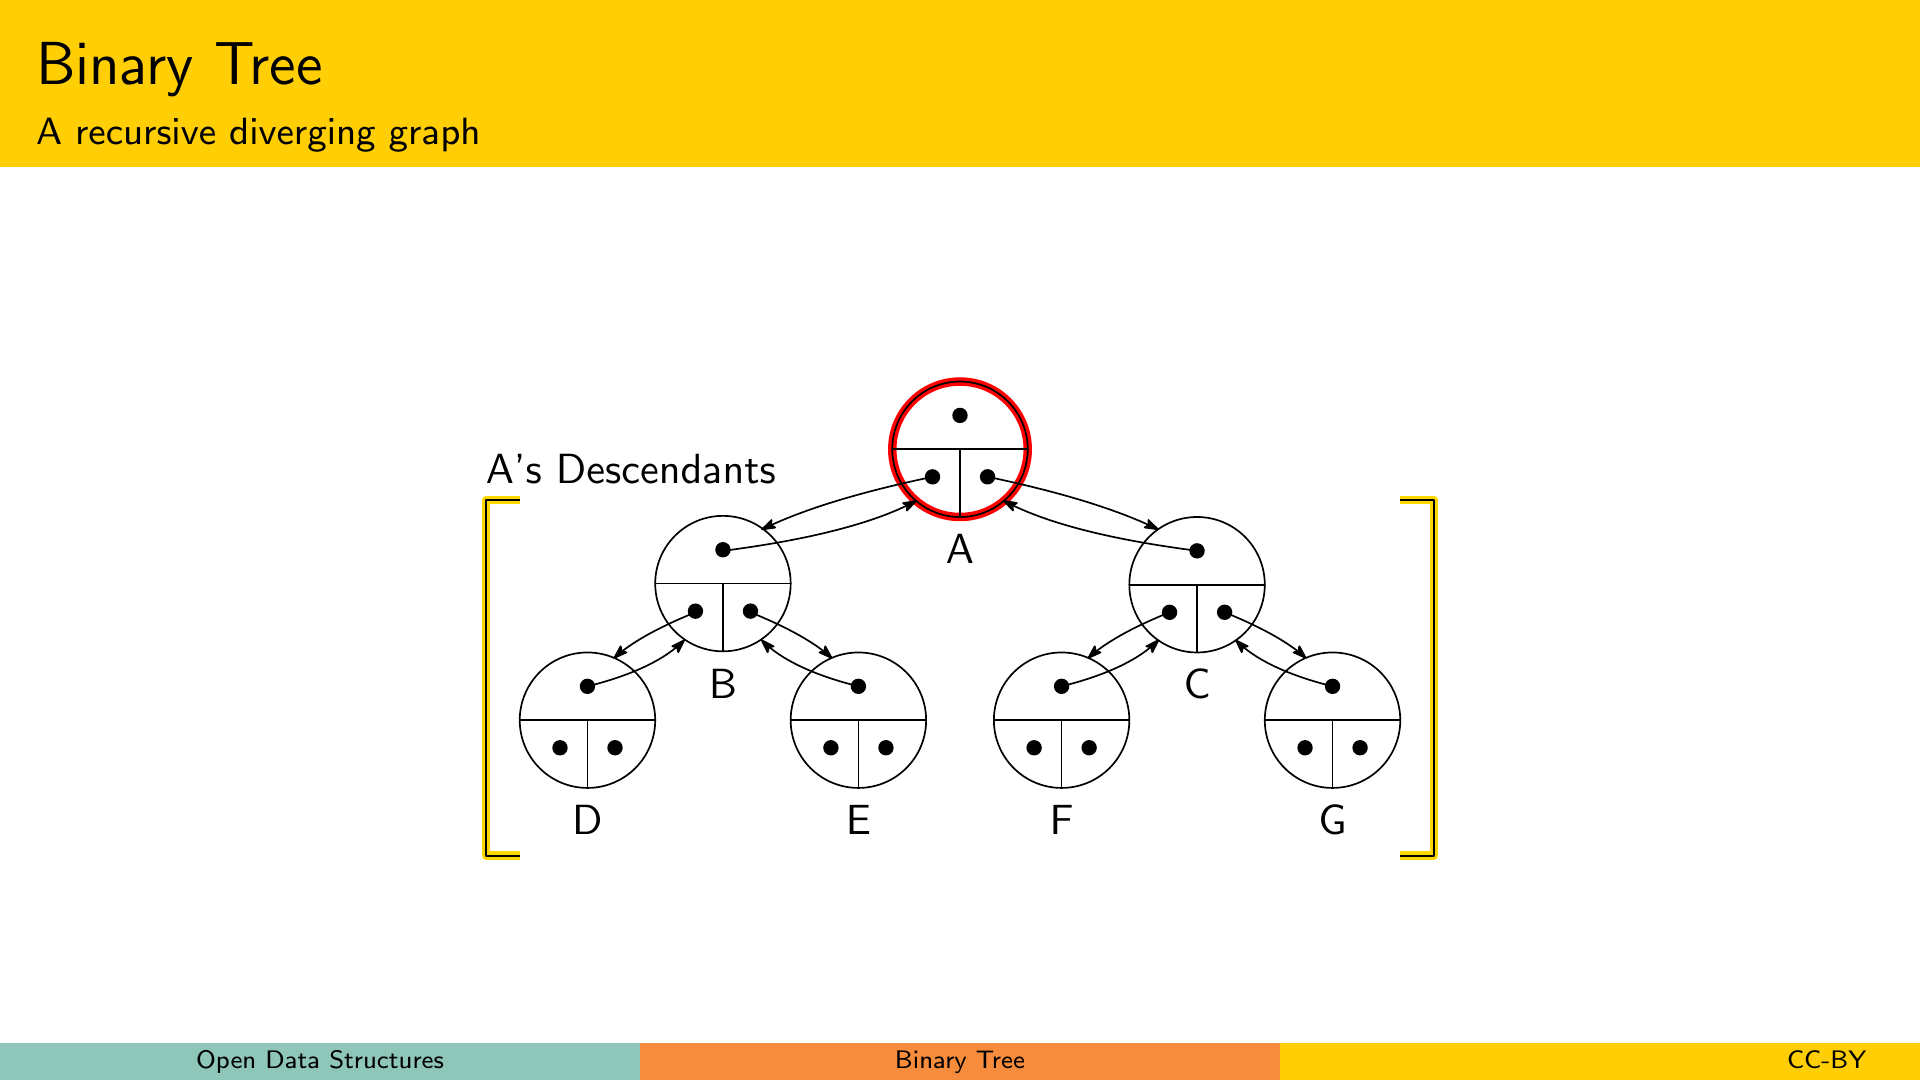 Binary Tree
A recursive diverging graph
A's Descendants
A
B
C
D
E
F
G
Open Data Structures
Binary Tree
CC-BY